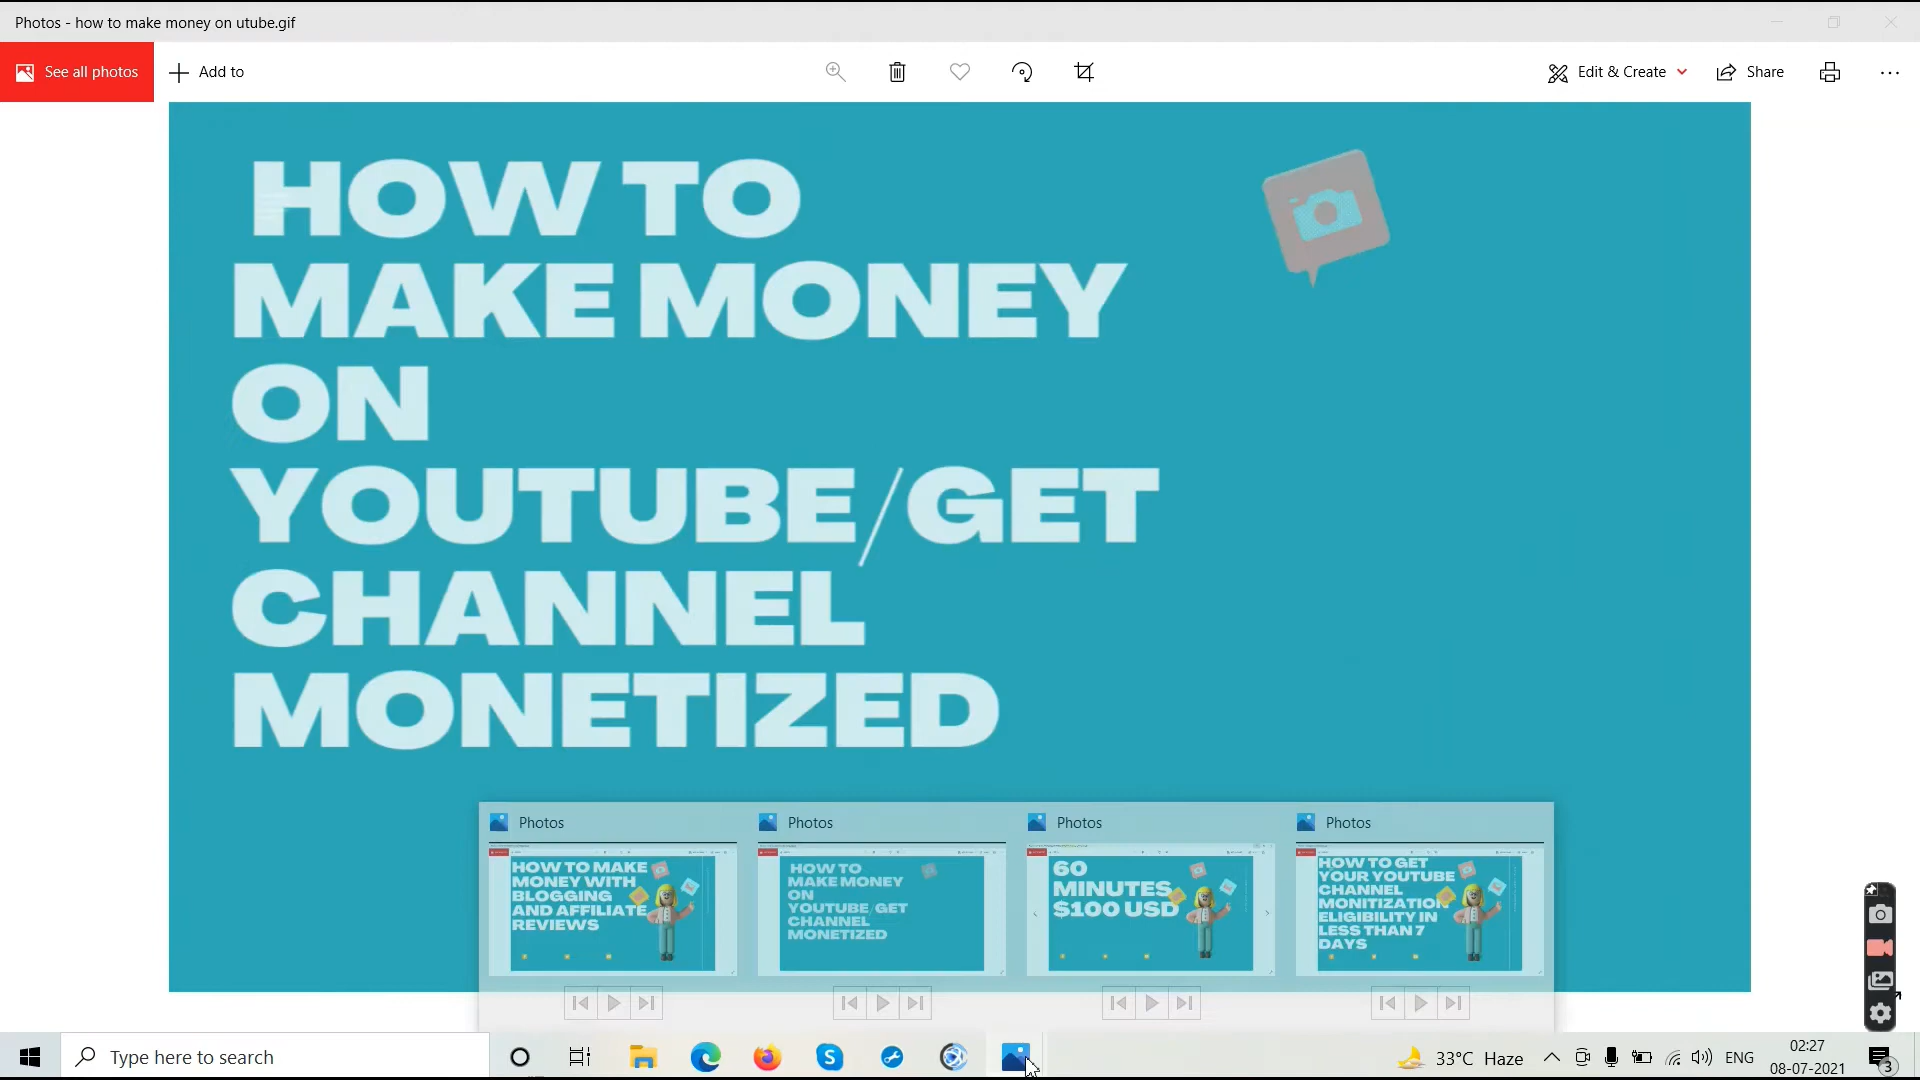 Photos - how to make money on utube.gif
See all photos
Add to
Edit & Create
Share
HOW TO
MAKE MONEY
ON
YOUTUBE/GET
CHANNEL
MONETIZED
Photos
HOW TO MAKE
MONEY WITH
BLOGGING
AND AFFILIATE
REVIEWS
Photos
HOW TO
MAKE MONEY
ON
YOUTUBE/GET
CHANNEL
MONETIZED
Photos
60
MINUTES
$100 USD
Photos
HOW TO GET
YOUR YOUTUBE
CHANNEL
MONITIZATION
ELIGIBILITY IN
LESS THAN 7
DAYS
Type here to search
33°C Haze
ENG
02:27
08-07-2021
3